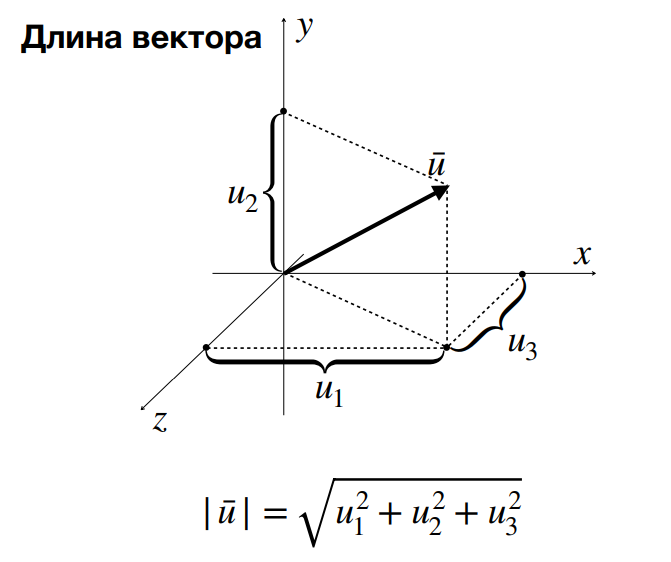 Длина вектора
y
ū
u₂
x
u₃
u₁
z
|ū| = √(u₁² + u₂² + u₃²)